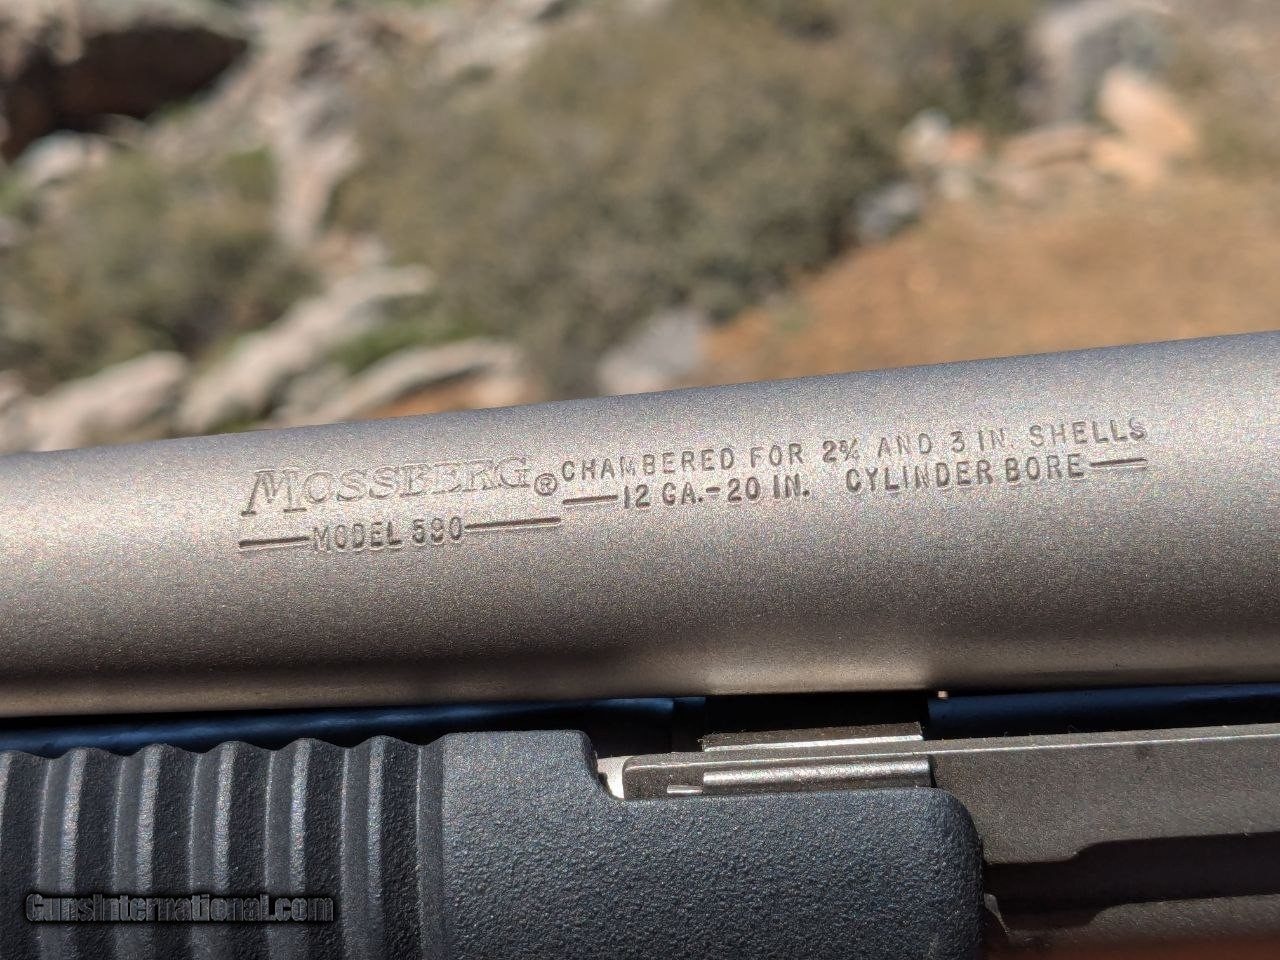 MOSSBERG®
MODEL 590
CHAMBERED FOR 2¾ AND 3 IN. SHELLS
12 GA.-20 IN. CYLINDER BORE
GunsInternational.com